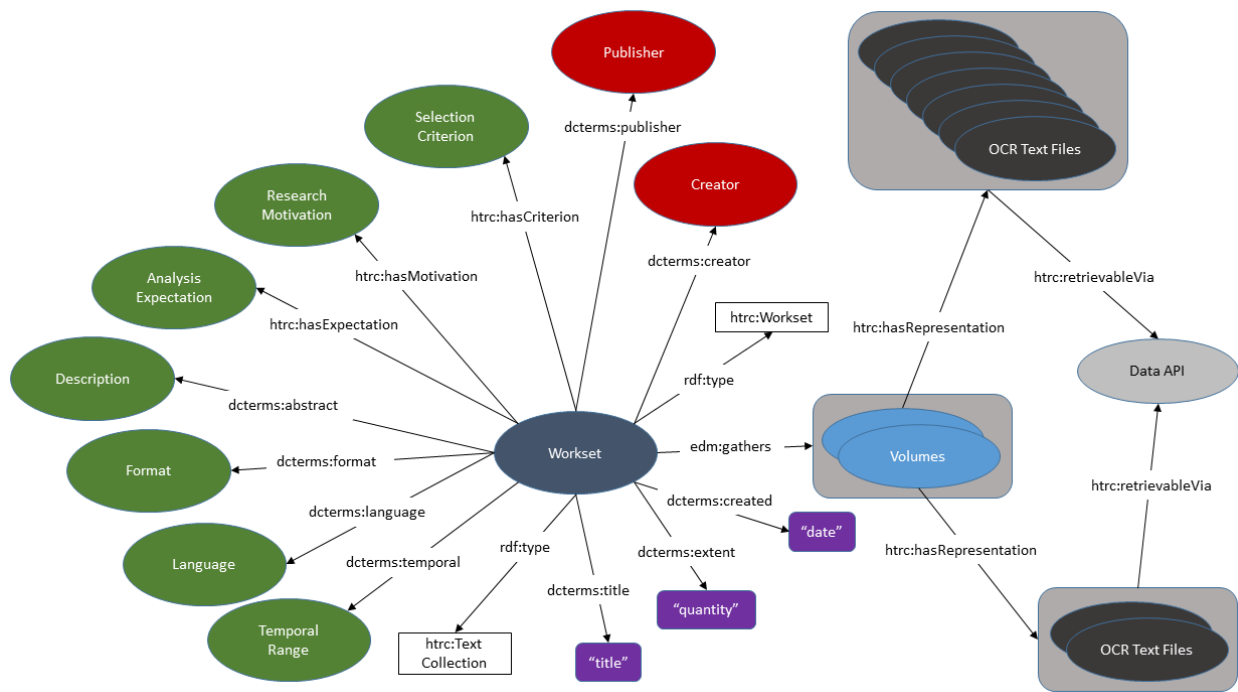 Publisher
dcterms:publisher
Selection
Criterion
htrc:hasCriterion
Creator
dcterms:creator
OCR Text Files
Research
Motivation
htrc:hasMotivation
Analysis
Expectation
htrc:hasExpectation
htrc:retrievableVia
htrc:Workset
rdf:type
htrc:hasRepresentation
Data API
Description
dcterms:abstract
Workset
edm:gathers
Volumes
Format
dcterms:format
dcterms:language
Language
dcterms:temporal
Temporal
Range
rdf:type
htrc:Text
Collection
dcterms:title
“title”
dcterms:extent
“quantity”
dcterms:created
“date”
htrc:hasRepresentation
htrc:retrievableVia
OCR Text Files